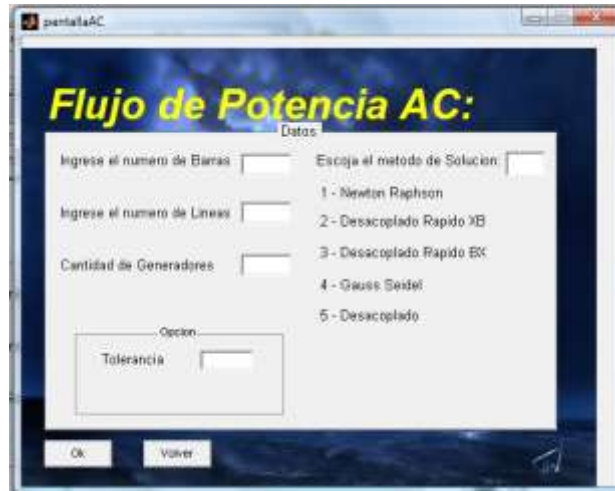 pantallaAC
Flujo de Potencia AC:
Datos
Ingrese el numero de Barras
Ingrese el numero de Lineas
Cantidad de Generadores
Opcion
Tolerancia
Escoja el metodo de Solucion:
1 - Newton Raphson
2 - Desacoplado Rapido XB
3 - Desacoplado Rapido BX
4 - Gauss Seidel
5 - Desacoplado
Ok
Volver